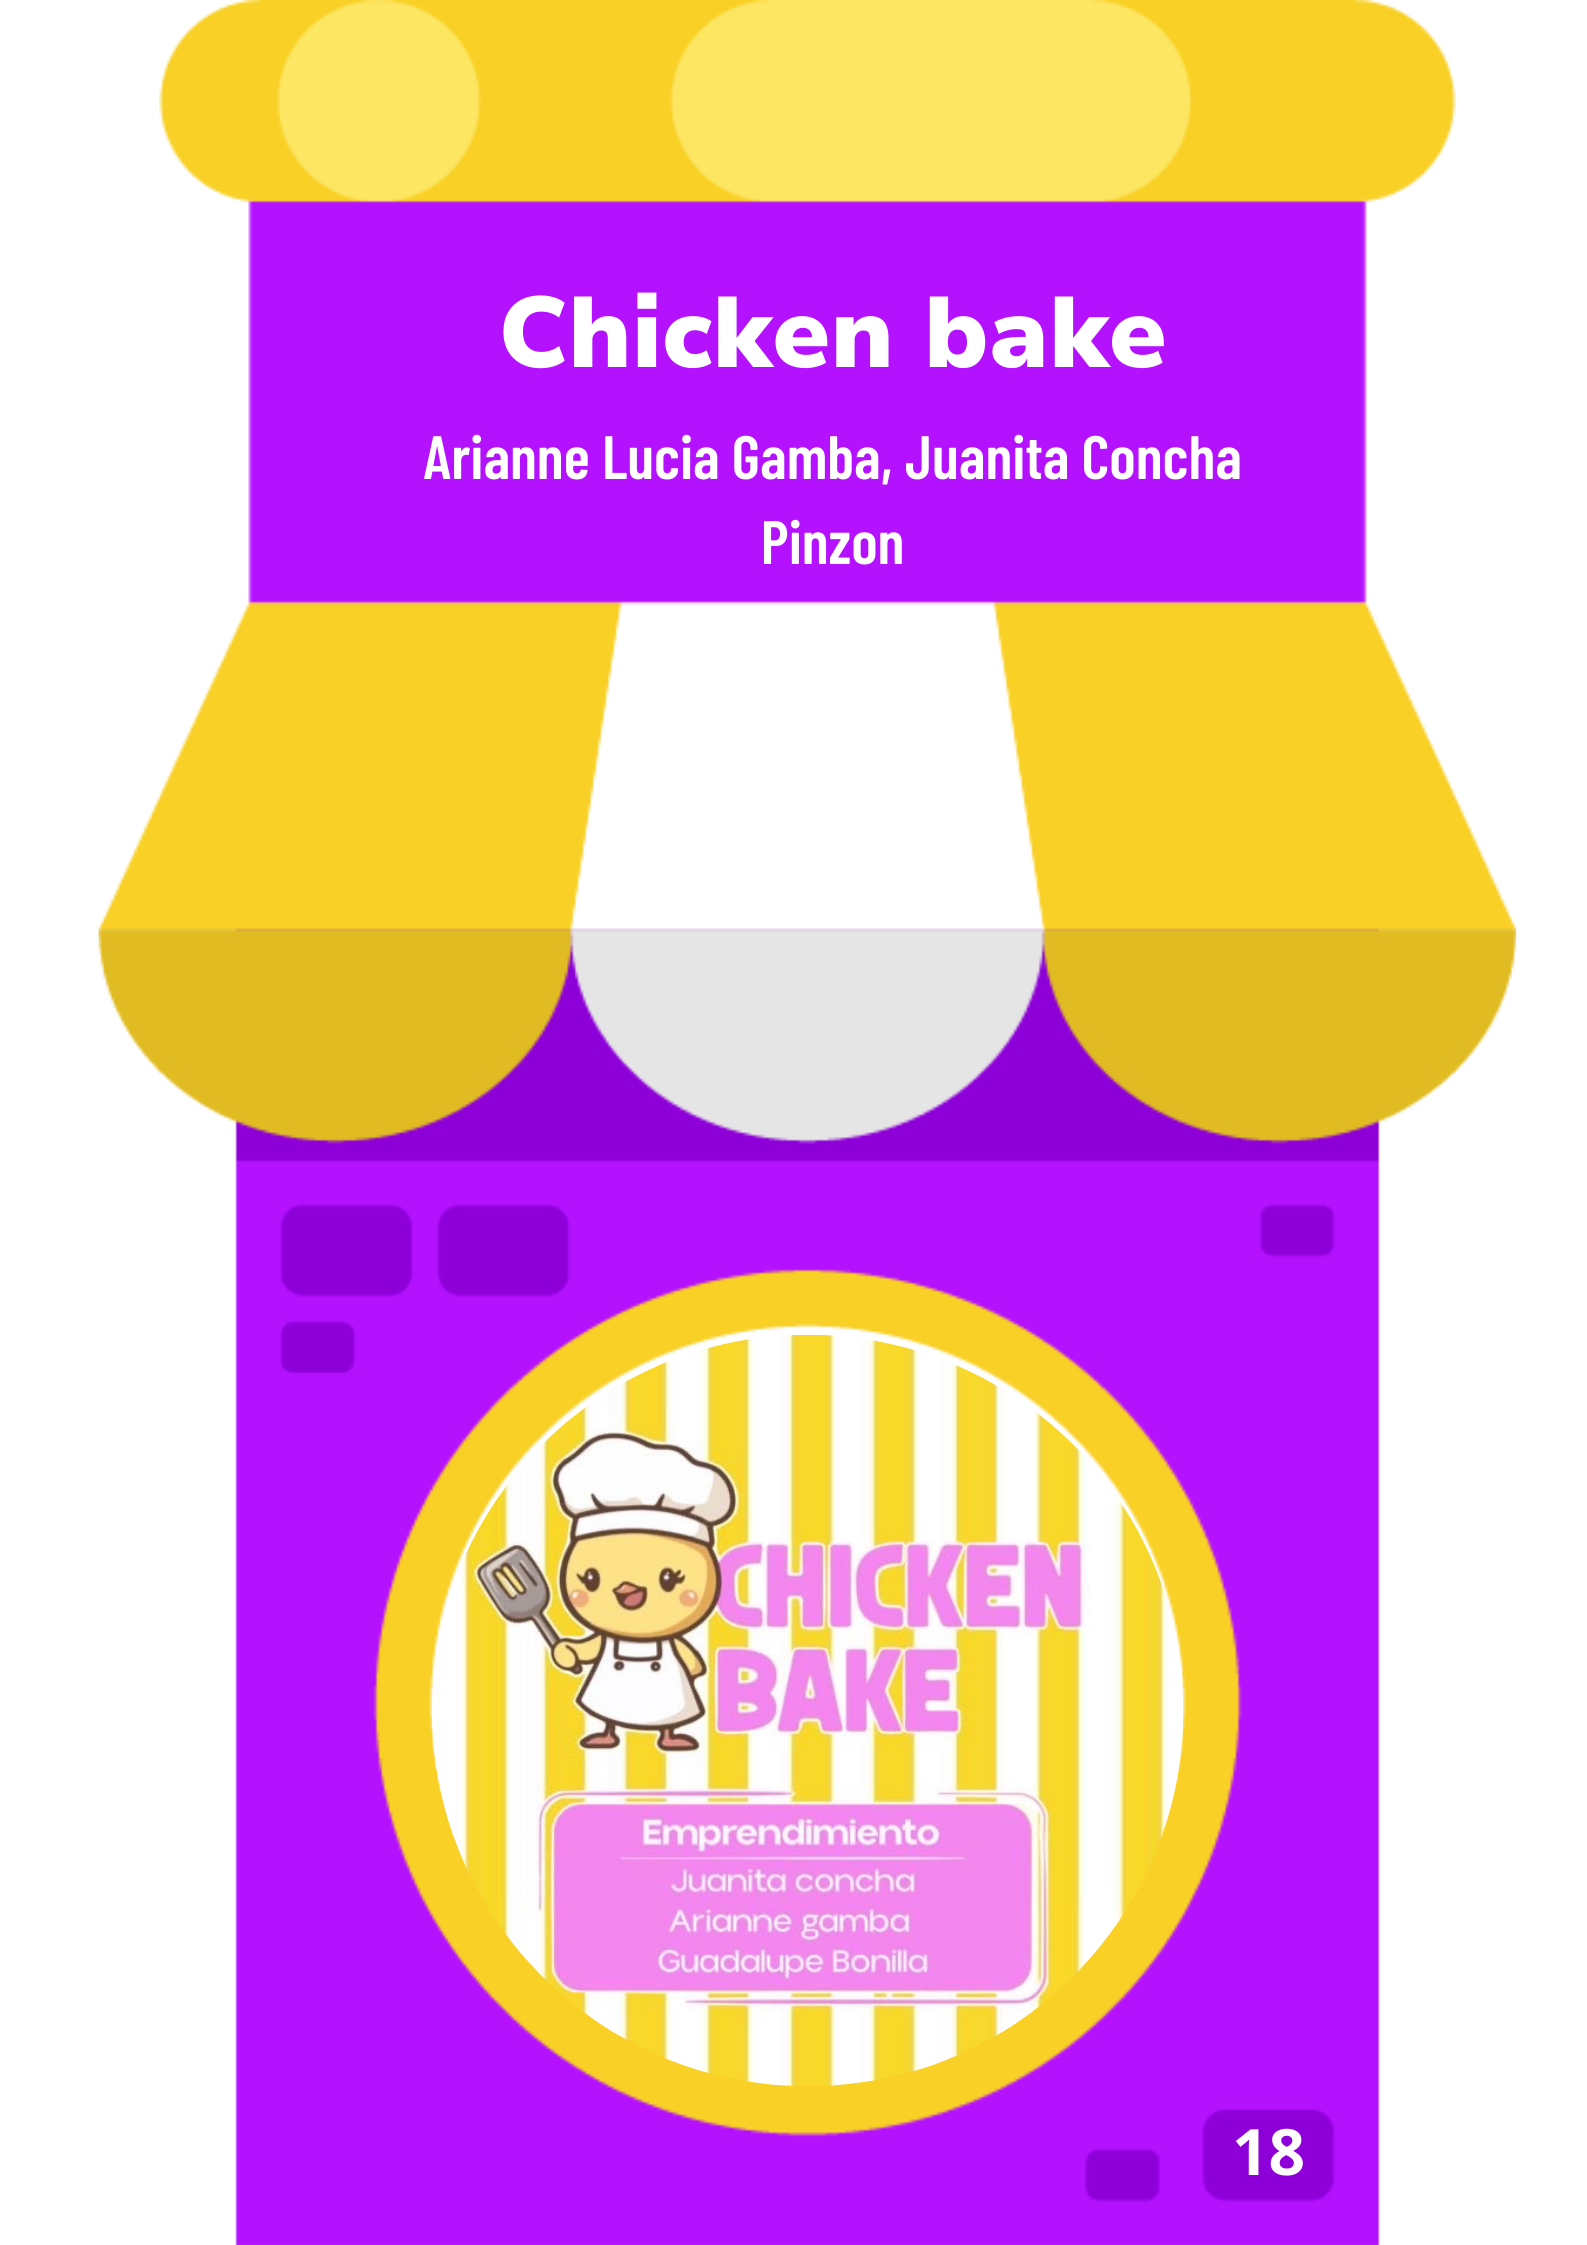 Chicken bake
Arianne Lucia Gamba, Juanita Concha
Pinzon
CHICKEN
BAKE
Emprendimiento
Juanita concha
Arianne gamba
Guadalupe Bonilla
18